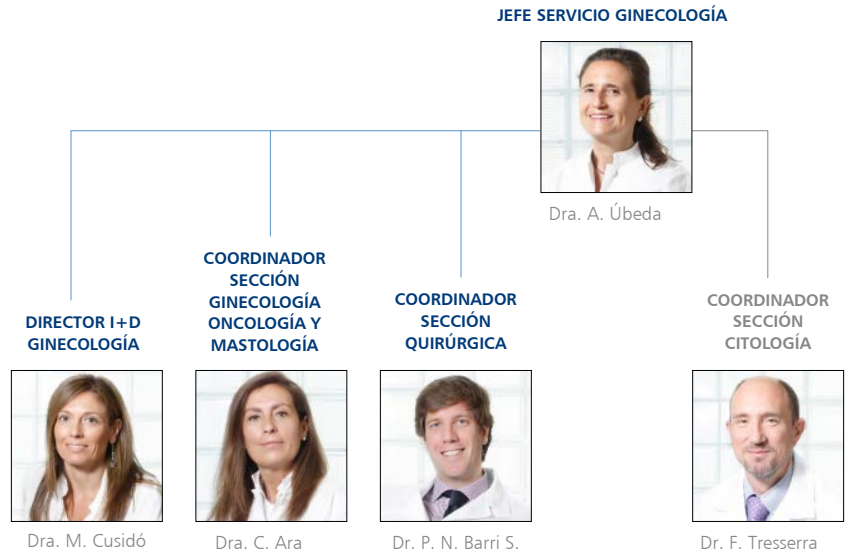 JEFE SERVICIO GINECOLOGÍA
Dra. A. Úbeda
DIRECTOR I+D
GINECOLOGÍA
COORDINADOR
SECCIÓN
GINECOLOGÍA
ONCOLOGÍA Y
MASTOLOGÍA
COORDINADOR
SECCIÓN
QUIRÚRGICA
COORDINADOR
SECCIÓN
CITOLOGÍA
Dra. M. Cusidó
Dra. C. Ara
Dr. P. N. Barri S.
Dr. F. Tresserra